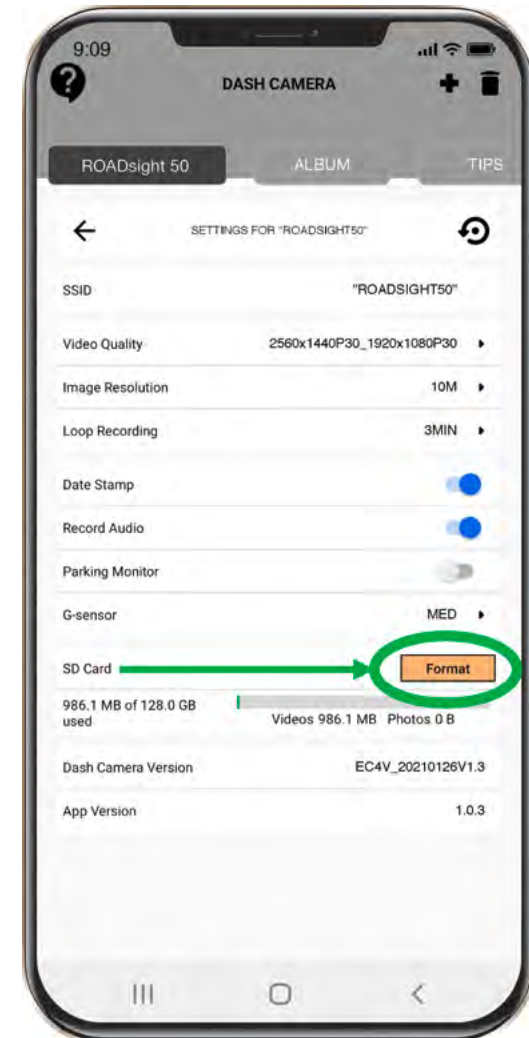 9:09
DASH CAMERA
ROADsight 50 ALBUM TIPS
SETTINGS FOR "ROADSIGHT50"
SSID "ROADSIGHT50"
Video Quality 2560x1440P30_1920x1080P30
Image Resolution 10M
Loop Recording 3MIN
Date Stamp
Record Audio
Parking Monitor
G-sensor MED
SD Card Format
986.1 MB of 128.0 GB
used
Videos 986.1 MB Photos 0 B
Dash Camera Version EC4V_20210126V1.3
App Version 1.0.3